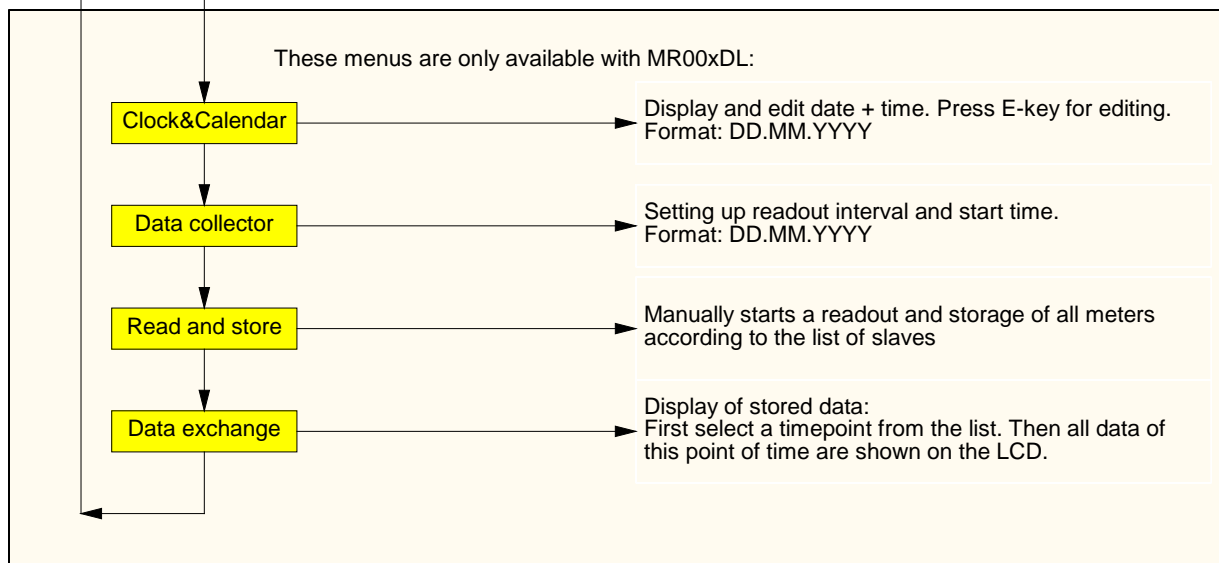 These menus are only available with MR00xDL:
Clock&Calendar
Display and edit date + time. Press E-key for editing.
Format: DD.MM.YYYY
Data collector
Setting up readout interval and start time.
Format: DD.MM.YYYY
Read and store
Manually starts a readout and storage of all meters
according to the list of slaves
Data exchange
Display of stored data:
First select a timepoint from the list. Then all data of
this point of time are shown on the LCD.